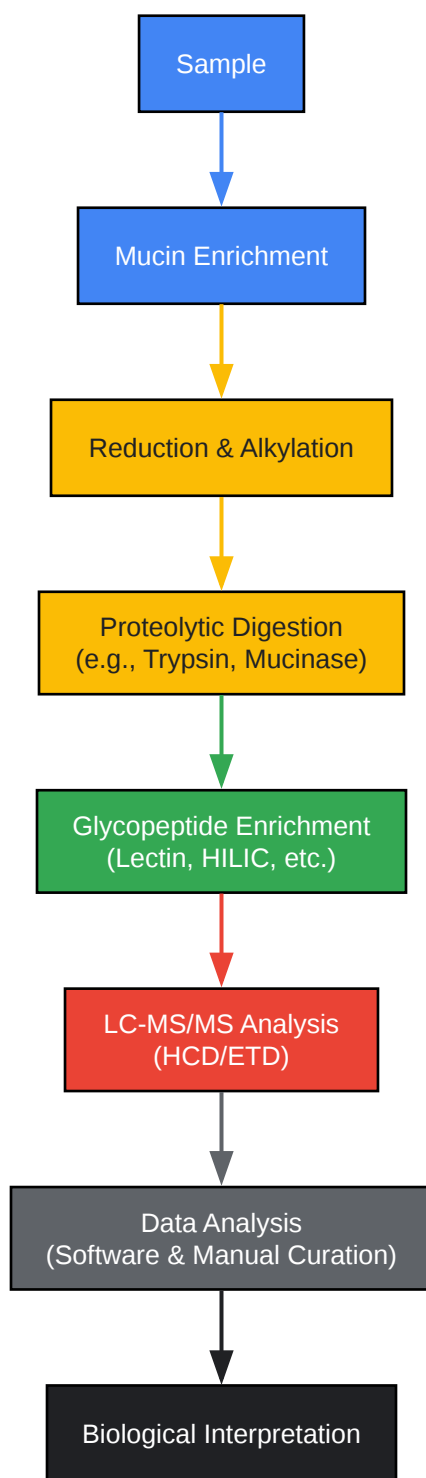 Sample
Mucin Enrichment
Reduction & Alkylation
Proteolytic Digestion
(e.g., Trypsin, Mucinase)
Glycopeptide Enrichment
(Lectin, HILIC, etc.)
LC-MS/MS Analysis
(HCD/ETD)
Data Analysis
(Software & Manual Curation)
Biological Interpretation